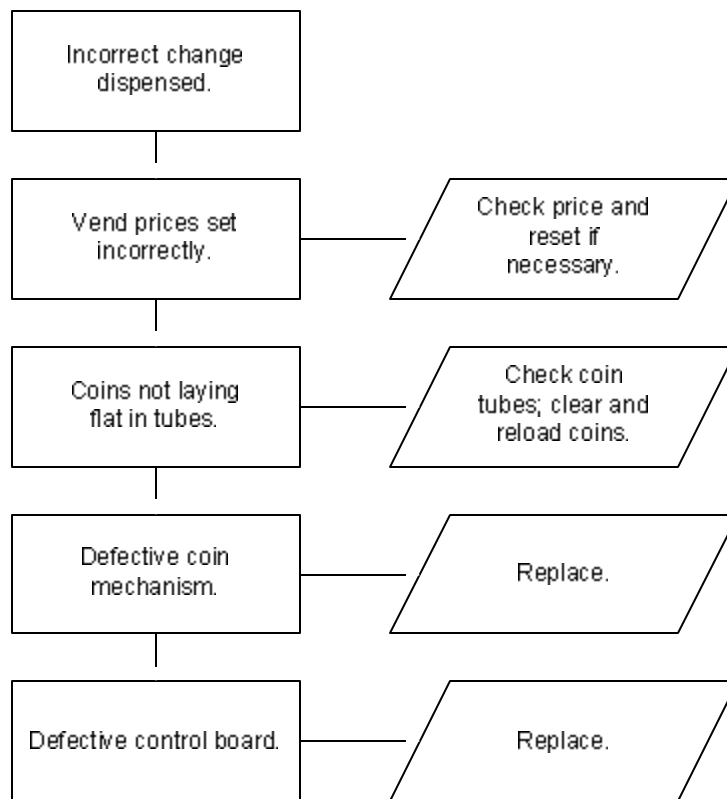 Incorrect change
dispensed.
Vend prices set
incorrectly.
Check price and
reset if
necessary.
Coins not laying
flat in tubes.
Check coin
tubes; clear and
reload coins.
Defective coin
mechanism.
Replace.
Defective control board.
Replace.